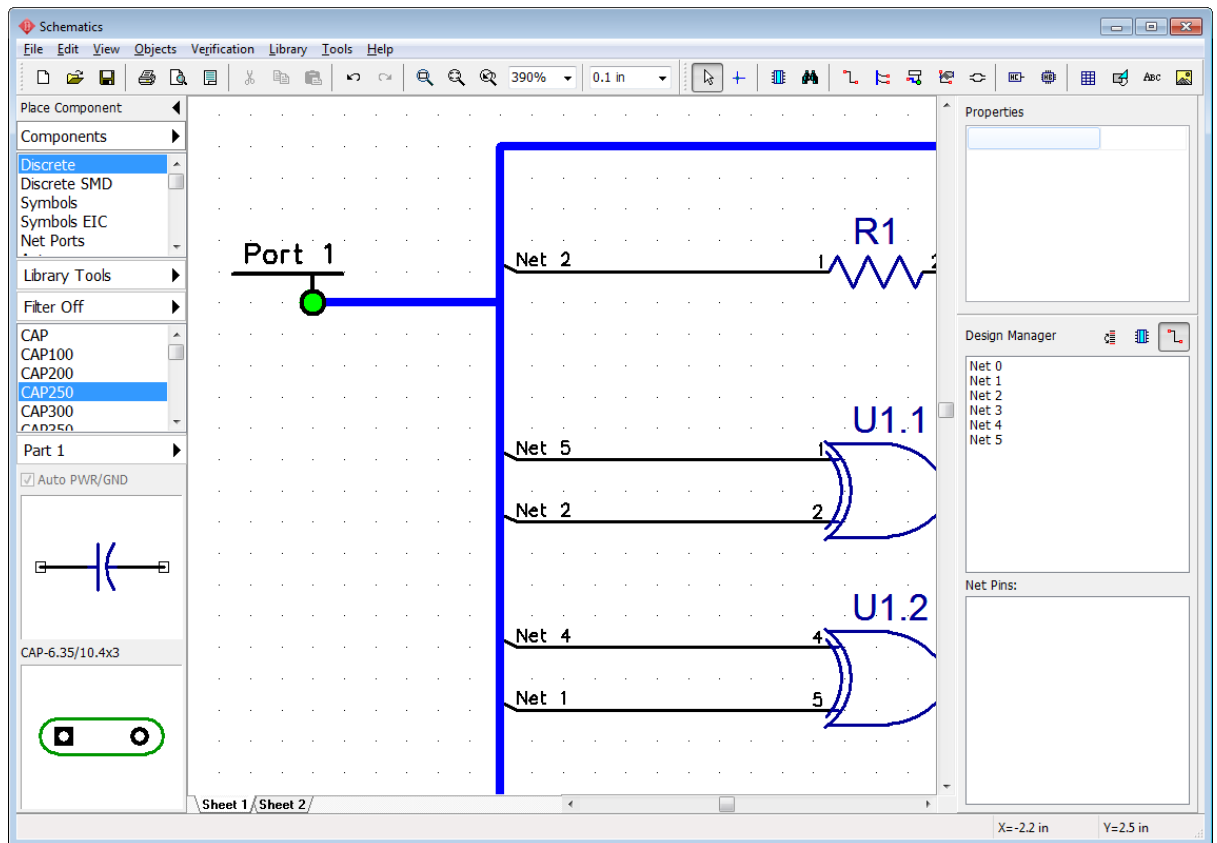 Schematics
File Edit View Objects Verification Library Tools Help
390% 0.1 in ABC
Place Component
Components
Discrete
Discrete SMD
Symbols
Symbols EIC
Net Ports
Library Tools
Filter Off
CAP
CAP100
CAP200
CAP250
CAP300
CAP350
Part 1
Auto PWR/GND
CAP-6.35/10.4x3
Port 1
Net 2
1
R1
2
Net 5
1
U1.1
Net 2
2
Net 4
4
U1.2
Net 1
5
Sheet 1 Sheet 2
Properties
Design Manager
Net 0
Net 1
Net 2
Net 3
Net 4
Net 5
Net Pins:
X=-2.2 in Y=2.5 in